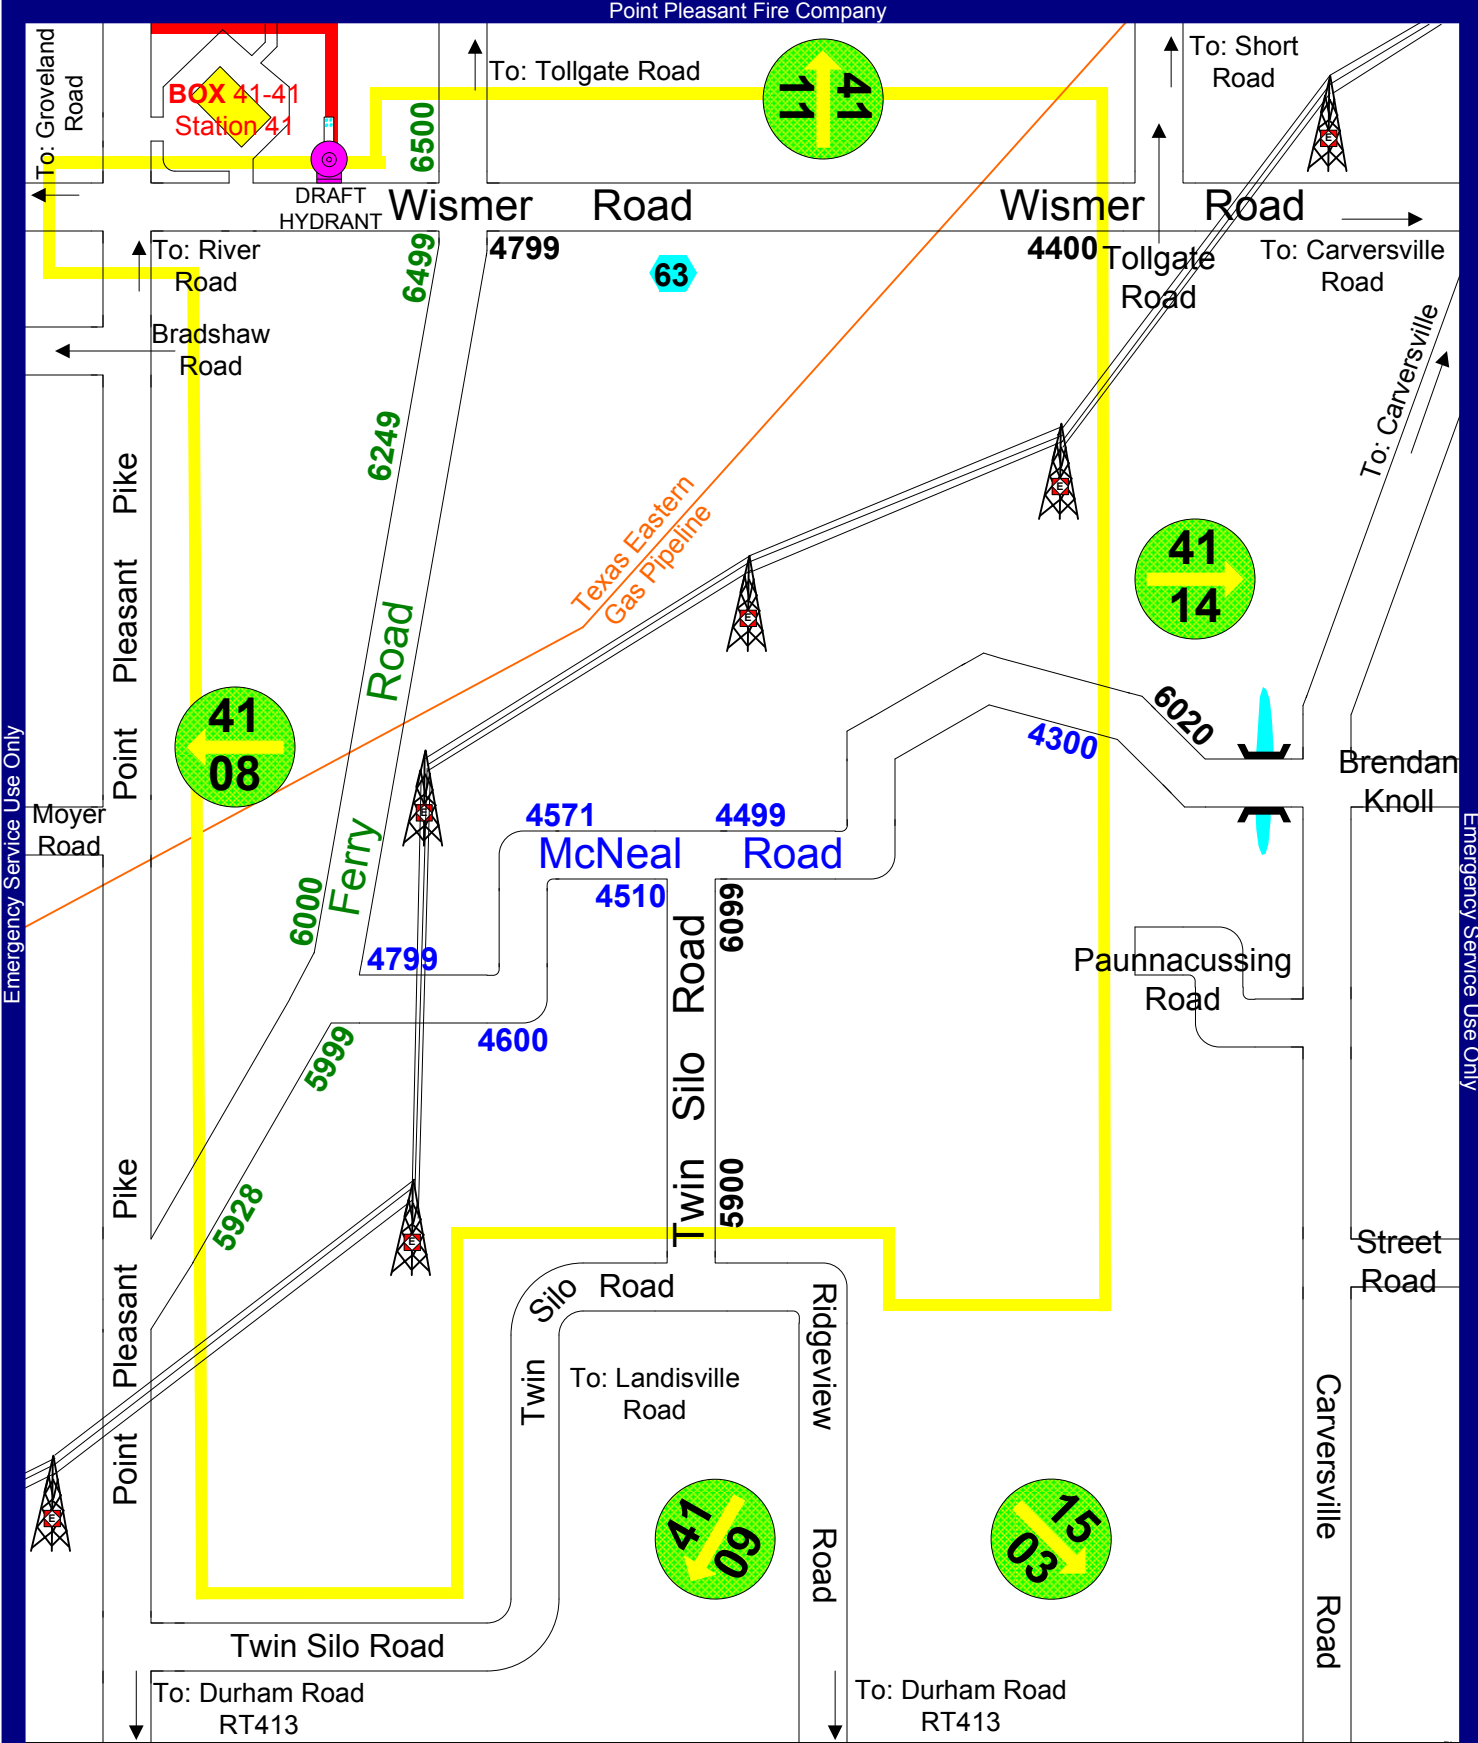 Point Pleasant Fire Company
To: Groveland
Road
BOX 41-41
Station 41
To: Tollgate Road
41
11
To: Short
Road
6500
DRAFT
HYDRANT
Wismer Road
Wismer Road
To: River
Road
6499
4799
63
4400
Tollgate
Road
To: Carversville
Road
Bradshaw
Road
To: Carversville
6249
Point Pleasant Pike
Texas Eastern
Gas Pipeline
E
E
E
E
E
E
41
14
Ferry Road
41
08
6020
4300
Brendan
Knoll
Moyer
Road
4571
4499
McNeal Road
4510
6099
6000
4799
Paunnacussing
Road
Twin Silo Road
5999
4600
5900
5928
Point Pleasant Pike
Street
Road
Twin Silo Road
Ridgeview Road
To: Landisville
Road
Carversville Road
41
09
15
03
Twin Silo Road
To: Durham Road
RT413
To: Durham Road
RT413
Emergency Service Use Only
Emergency Service Use Only